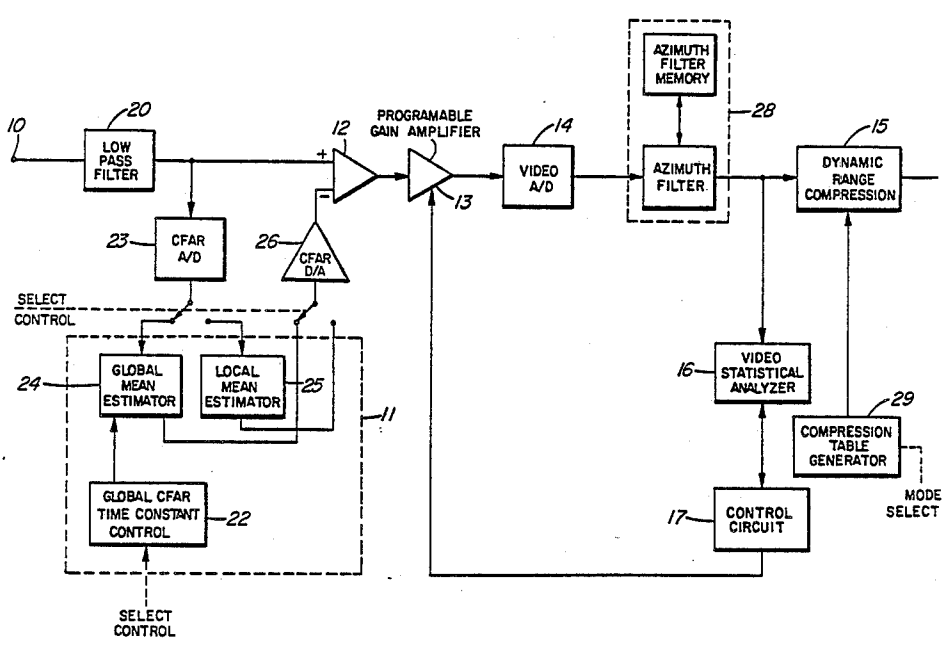 10
20
LOW
PASS
FILTER
12
+
−
PROGRAMABLE
GAIN AMPLIFIER
13
14
VIDEO
A/D
AZIMUTH
FILTER
MEMORY
28
AZIMUTH
FILTER
15
DYNAMIC
RANGE
COMPRESSION
23
CFAR
A/D
26
CFAR
D/A
SELECT
CONTROL
24
GLOBAL
MEAN
ESTIMATOR
LOCAL
MEAN
ESTIMATOR
25
11
16
VIDEO
STATISTICAL
ANALYZER
29
COMPRESSION
TABLE
GENERATOR
MODE
SELECT
GLOBAL CFAR
TIME CONSTANT
CONTROL
22
17
CONTROL
CIRCUIT
SELECT
CONTROL